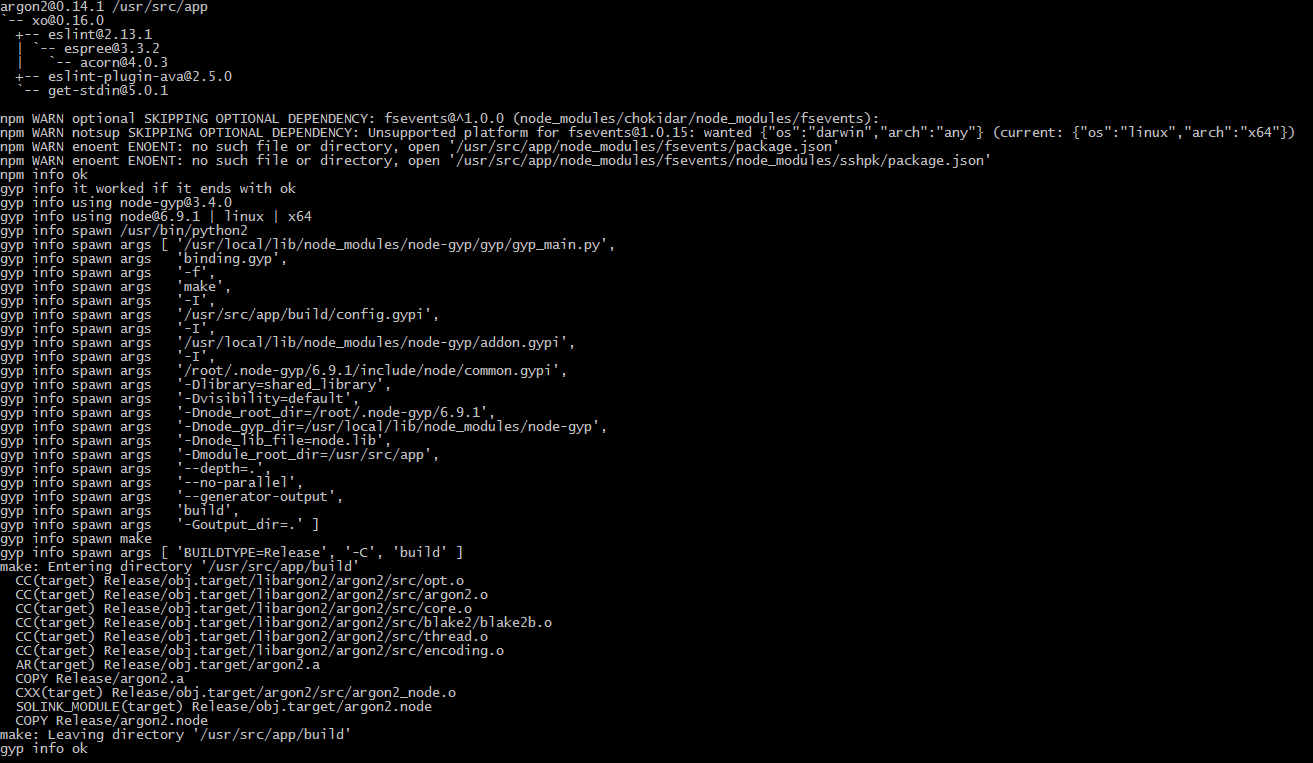 argon2@0.14.1 /usr/src/app
`-- xo@0.16.0
  +-- eslint@2.13.1
  | `-- espree@3.3.2
  |   `-- acorn@4.0.3
  +-- eslint-plugin-ava@2.5.0
  `-- get-stdin@5.0.1

npm WARN optional SKIPPING OPTIONAL DEPENDENCY: fsevents@^1.0.0 (node_modules/chokidar/node_modules/fsevents):
npm WARN notsup SKIPPING OPTIONAL DEPENDENCY: Unsupported platform for fsevents@1.0.15: wanted {"os":"darwin","arch":"any"} (current: {"os":"linux","arch":"x64"})
npm WARN enoent ENOENT: no such file or directory, open '/usr/src/app/node_modules/fsevents/package.json'
npm WARN enoent ENOENT: no such file or directory, open '/usr/src/app/node_modules/fsevents/node_modules/sshpk/package.json'
npm info ok
gyp info it worked if it ends with ok
gyp info using node-gyp@3.4.0
gyp info using node@6.9.1 | linux | x64
gyp info spawn /usr/bin/python2
gyp info spawn args [ '/usr/local/lib/node_modules/node-gyp/gyp/gyp_main.py',
gyp info spawn args   'binding.gyp',
gyp info spawn args   '-f',
gyp info spawn args   'make',
gyp info spawn args   '-I',
gyp info spawn args   '/usr/src/app/build/config.gypi',
gyp info spawn args   '-I',
gyp info spawn args   '/usr/local/lib/node_modules/node-gyp/addon.gypi',
gyp info spawn args   '-I',
gyp info spawn args   '/root/.node-gyp/6.9.1/include/node/common.gypi',
gyp info spawn args   '-Dlibrary=shared_library',
gyp info spawn args   '-Dvisibility=default',
gyp info spawn args   '-Dnode_root_dir=/root/.node-gyp/6.9.1',
gyp info spawn args   '-Dnode_gyp_dir=/usr/local/lib/node_modules/node-gyp',
gyp info spawn args   '-Dnode_lib_file=node.lib',
gyp info spawn args   '-Dmodule_root_dir=/usr/src/app',
gyp info spawn args   '--depth=.',
gyp info spawn args   '--no-parallel',
gyp info spawn args   '--generator-output',
gyp info spawn args   'build',
gyp info spawn args   '-Goutput_dir=.' ]
gyp info spawn make
gyp info spawn args [ 'BUILDTYPE=Release', '-C', 'build' ]
make: Entering directory '/usr/src/app/build'
  CC(target) Release/obj.target/libargon2/argon2/src/opt.o
  CC(target) Release/obj.target/libargon2/argon2/src/argon2.o
  CC(target) Release/obj.target/libargon2/argon2/src/core.o
  CC(target) Release/obj.target/libargon2/argon2/src/blake2/blake2b.o
  CC(target) Release/obj.target/libargon2/argon2/src/thread.o
  CC(target) Release/obj.target/libargon2/argon2/src/encoding.o
  AR(target) Release/obj.target/argon2.a
  COPY Release/argon2.a
  CXX(target) Release/obj.target/argon2/src/argon2_node.o
  SOLINK_MODULE(target) Release/obj.target/argon2.node
  COPY Release/argon2.node
make: Leaving directory '/usr/src/app/build'
gyp info ok